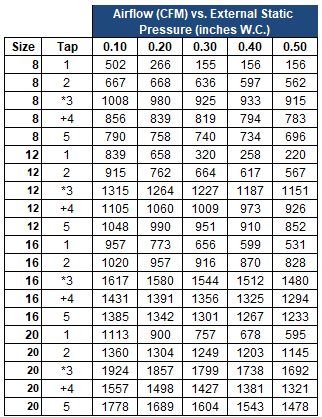 Airflow (CFM) vs. External Static
Pressure (inches W.C.)
Size Tap 0.10 0.20 0.30 0.40 0.50
8 1 502 266 155 156 156
8 2 667 668 636 597 562
8 *3 1008 980 925 933 915
8 +4 856 839 819 794 783
8 5 790 758 740 734 696
12 1 839 658 320 258 220
12 2 915 762 664 617 567
12 *3 1315 1264 1227 1187 1151
12 +4 1105 1060 1009 973 926
12 5 1048 990 951 910 852
16 1 957 773 656 599 531
16 2 1020 957 916 870 828
16 *3 1617 1580 1544 1512 1480
16 +4 1431 1391 1356 1325 1294
16 5 1385 1342 1301 1267 1233
20 1 1113 900 757 678 595
20 2 1360 1304 1249 1203 1145
20 *3 1924 1857 1799 1738 1692
20 +4 1557 1498 1427 1381 1321
20 5 1778 1689 1604 1543 1478